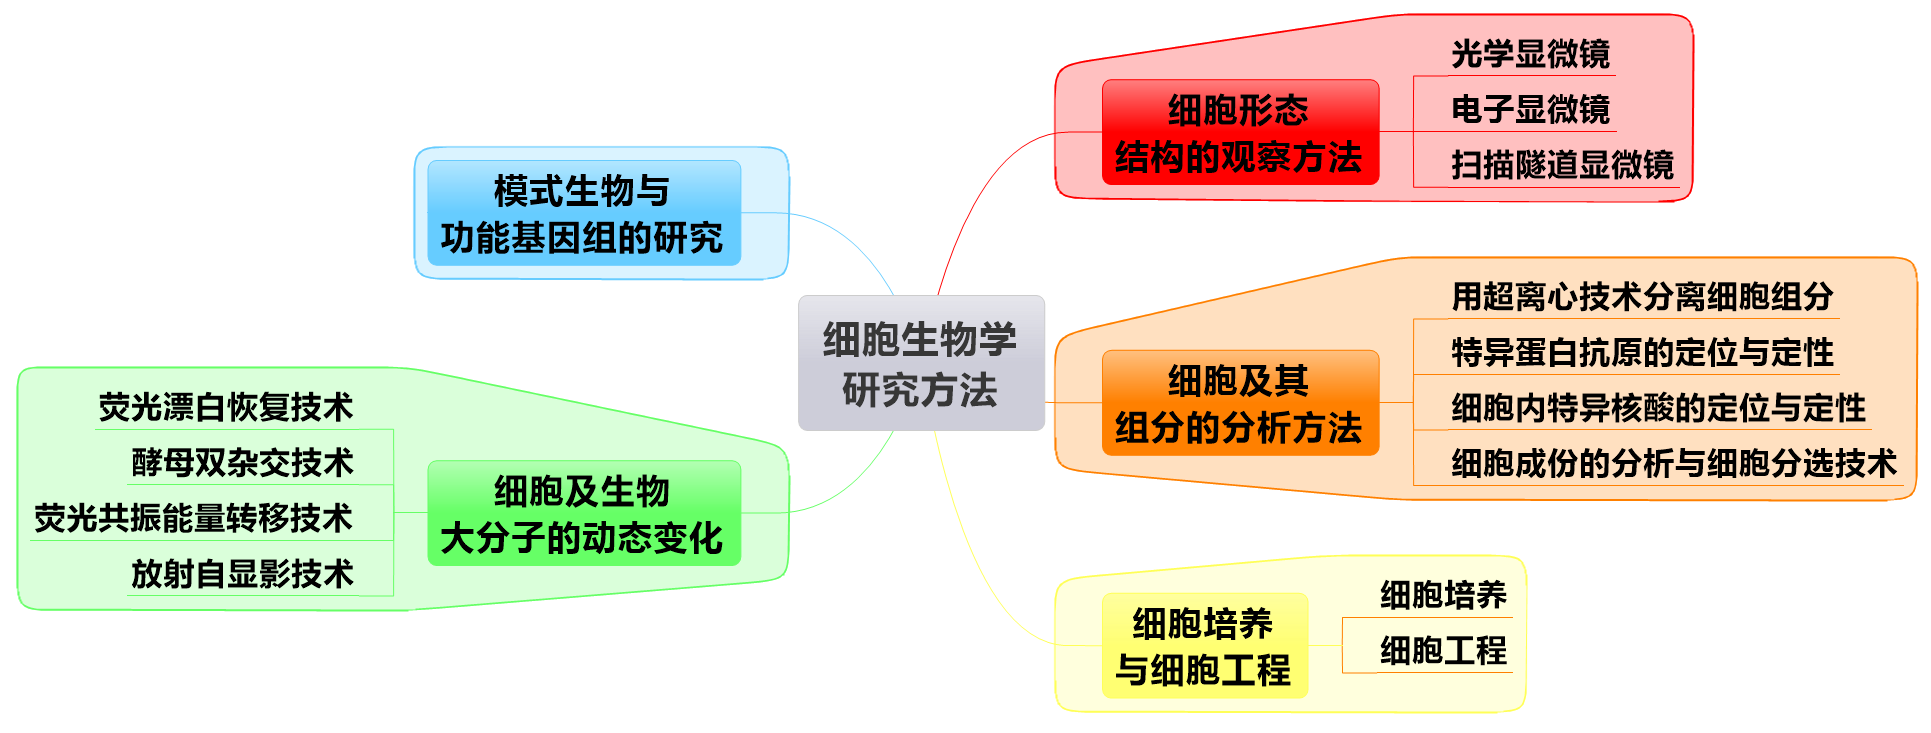 细胞生物学
研究方法
细胞形态
结构的观察方法
光学显微镜
电子显微镜
扫描隧道显微镜
细胞及其
组分的分析方法
用超离心技术分离细胞组分
特异蛋白抗原的定位与定性
细胞内特异核酸的定位与定性
细胞成份的分析与细胞分选技术
细胞培养
与细胞工程
细胞培养
细胞工程
细胞及生物
大分子的动态变化
荧光漂白恢复技术
酵母双杂交技术
荧光共振能量转移技术
放射自显影技术
模式生物与
功能基因组的研究